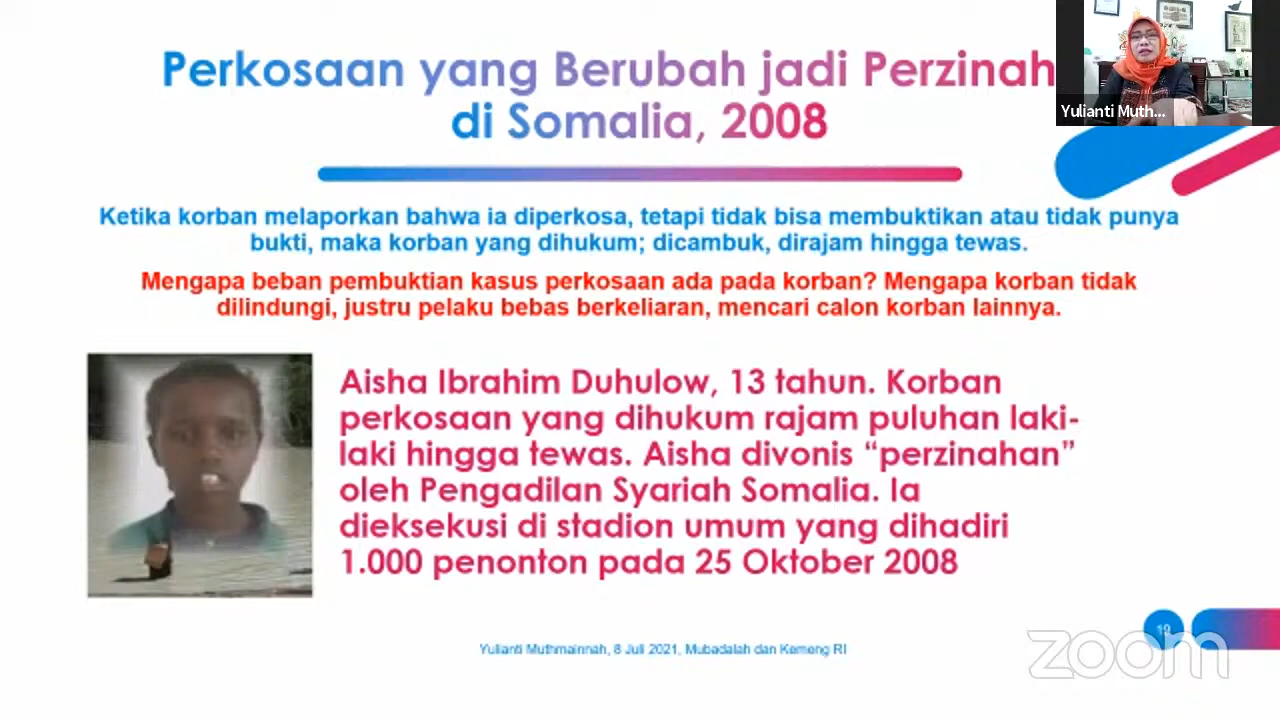 Perkosaan yang Berubah jadi Perzinah
di Somalia, 2008
Yulianti Muth...
Ketika korban melaporkan bahwa ia diperkosa, tetapi tidak bisa membuktikan atau tidak punya
bukti, maka korban yang dihukum; dicambuk, dirajam hingga tewas.
Mengapa beban pembuktian kasus perkosaan ada pada korban? Mengapa korban tidak
dilindungi, justru pelaku bebas berkeliaran, mencari calon korban lainnya.
Aisha Ibrahim Duhulow, 13 tahun. Korban
perkosaan yang dihukum rajam puluhan laki-
laki hingga tewas. Aisha divonis “perzinahan”
oleh Pengadilan Syariah Somalia. Ia
dieksekusi di stadion umum yang dihadiri
1.000 penonton pada 25 Oktober 2008
Yulianti Muthmainnah, 8 Juli 2021, Mubadalah dan Kemeng RI
19
zoom